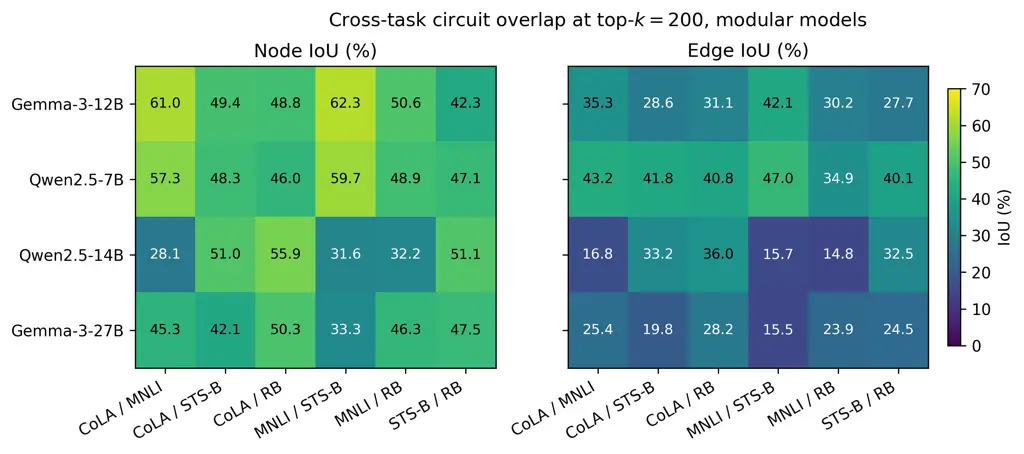 Cross-task circuit overlap at top-k = 200, modular models
Node IoU (%)
Edge IoU (%)
Gemma-3-12B 61.0 49.4 48.8 62.3 50.6 42.3 35.3 28.6 31.1 42.1 30.2 27.7
Qwen2.5-7B 57.3 48.3 46.0 59.7 48.9 47.1 43.2 41.8 40.8 47.0 34.9 40.1
Qwen2.5-14B 28.1 51.0 55.9 31.6 32.2 51.1 16.8 33.2 36.0 15.7 14.8 32.5
Gemma-3-27B 45.3 42.1 50.3 33.3 46.3 47.5 25.4 19.8 28.2 15.5 23.9 24.5
CoLA / MNLI
CoLA / STS-B
CoLA / RB
MNLI / STS-B
MNLI / RB
STS-B / RB
CoLA / MNLI
CoLA / STS-B
CoLA / RB
MNLI / STS-B
MNLI / RB
STS-B / RB
70
60
50
40
30
20
10
0
IoU (%)